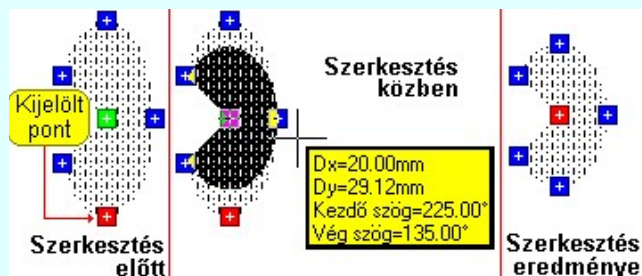 Kijelölt
pont
Szerkesztés
előtt
Szerkesztés
közben
Dx=20.00mm
Dy=29.12mm
Kezdő szög=225.00°
Vég szög=135.00°
Szerkesztés
eredménye